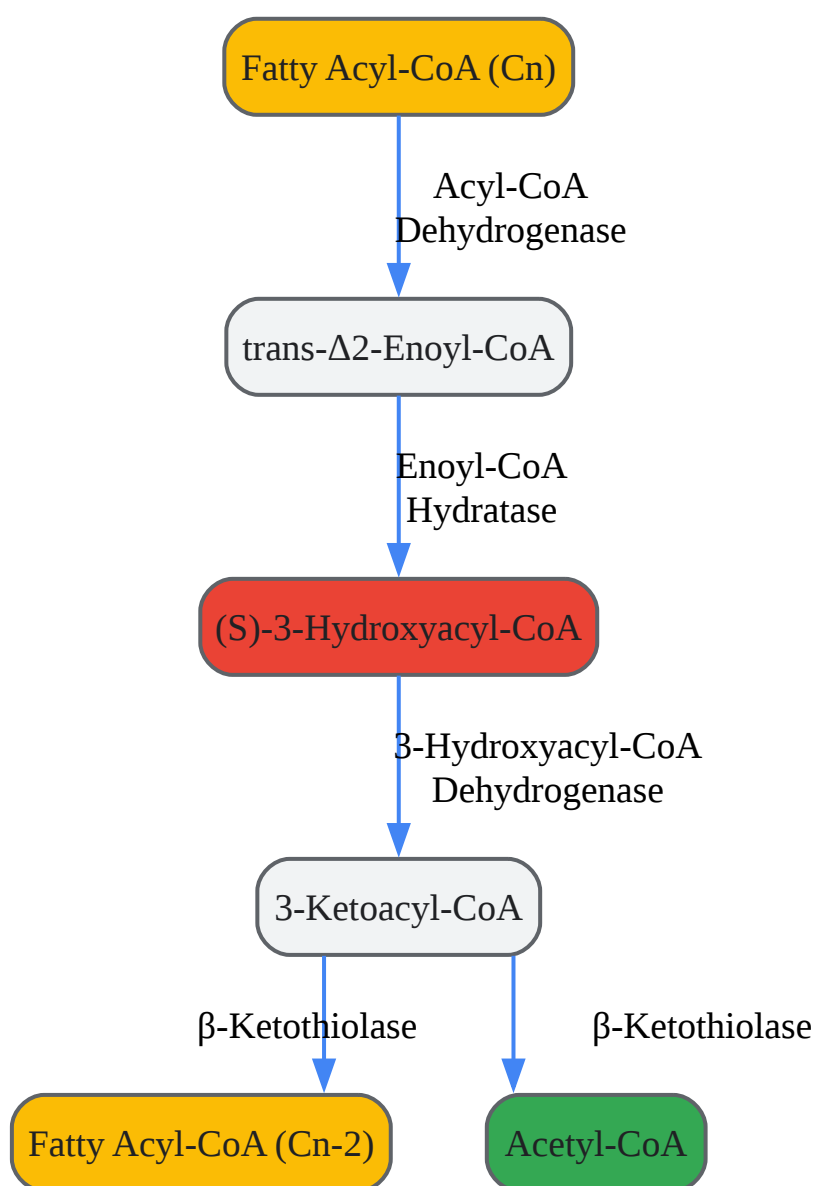 Fatty Acyl-CoA (Cn)
Acyl-CoA
Dehydrogenase
trans-Δ2-Enoyl-CoA
Enoyl-CoA
Hydratase
(S)-3-Hydroxyacyl-CoA
3-Hydroxyacyl-CoA
Dehydrogenase
3-Ketoacyl-CoA
β-Ketothiolase
β-Ketothiolase
Fatty Acyl-CoA (Cn-2)
Acetyl-CoA